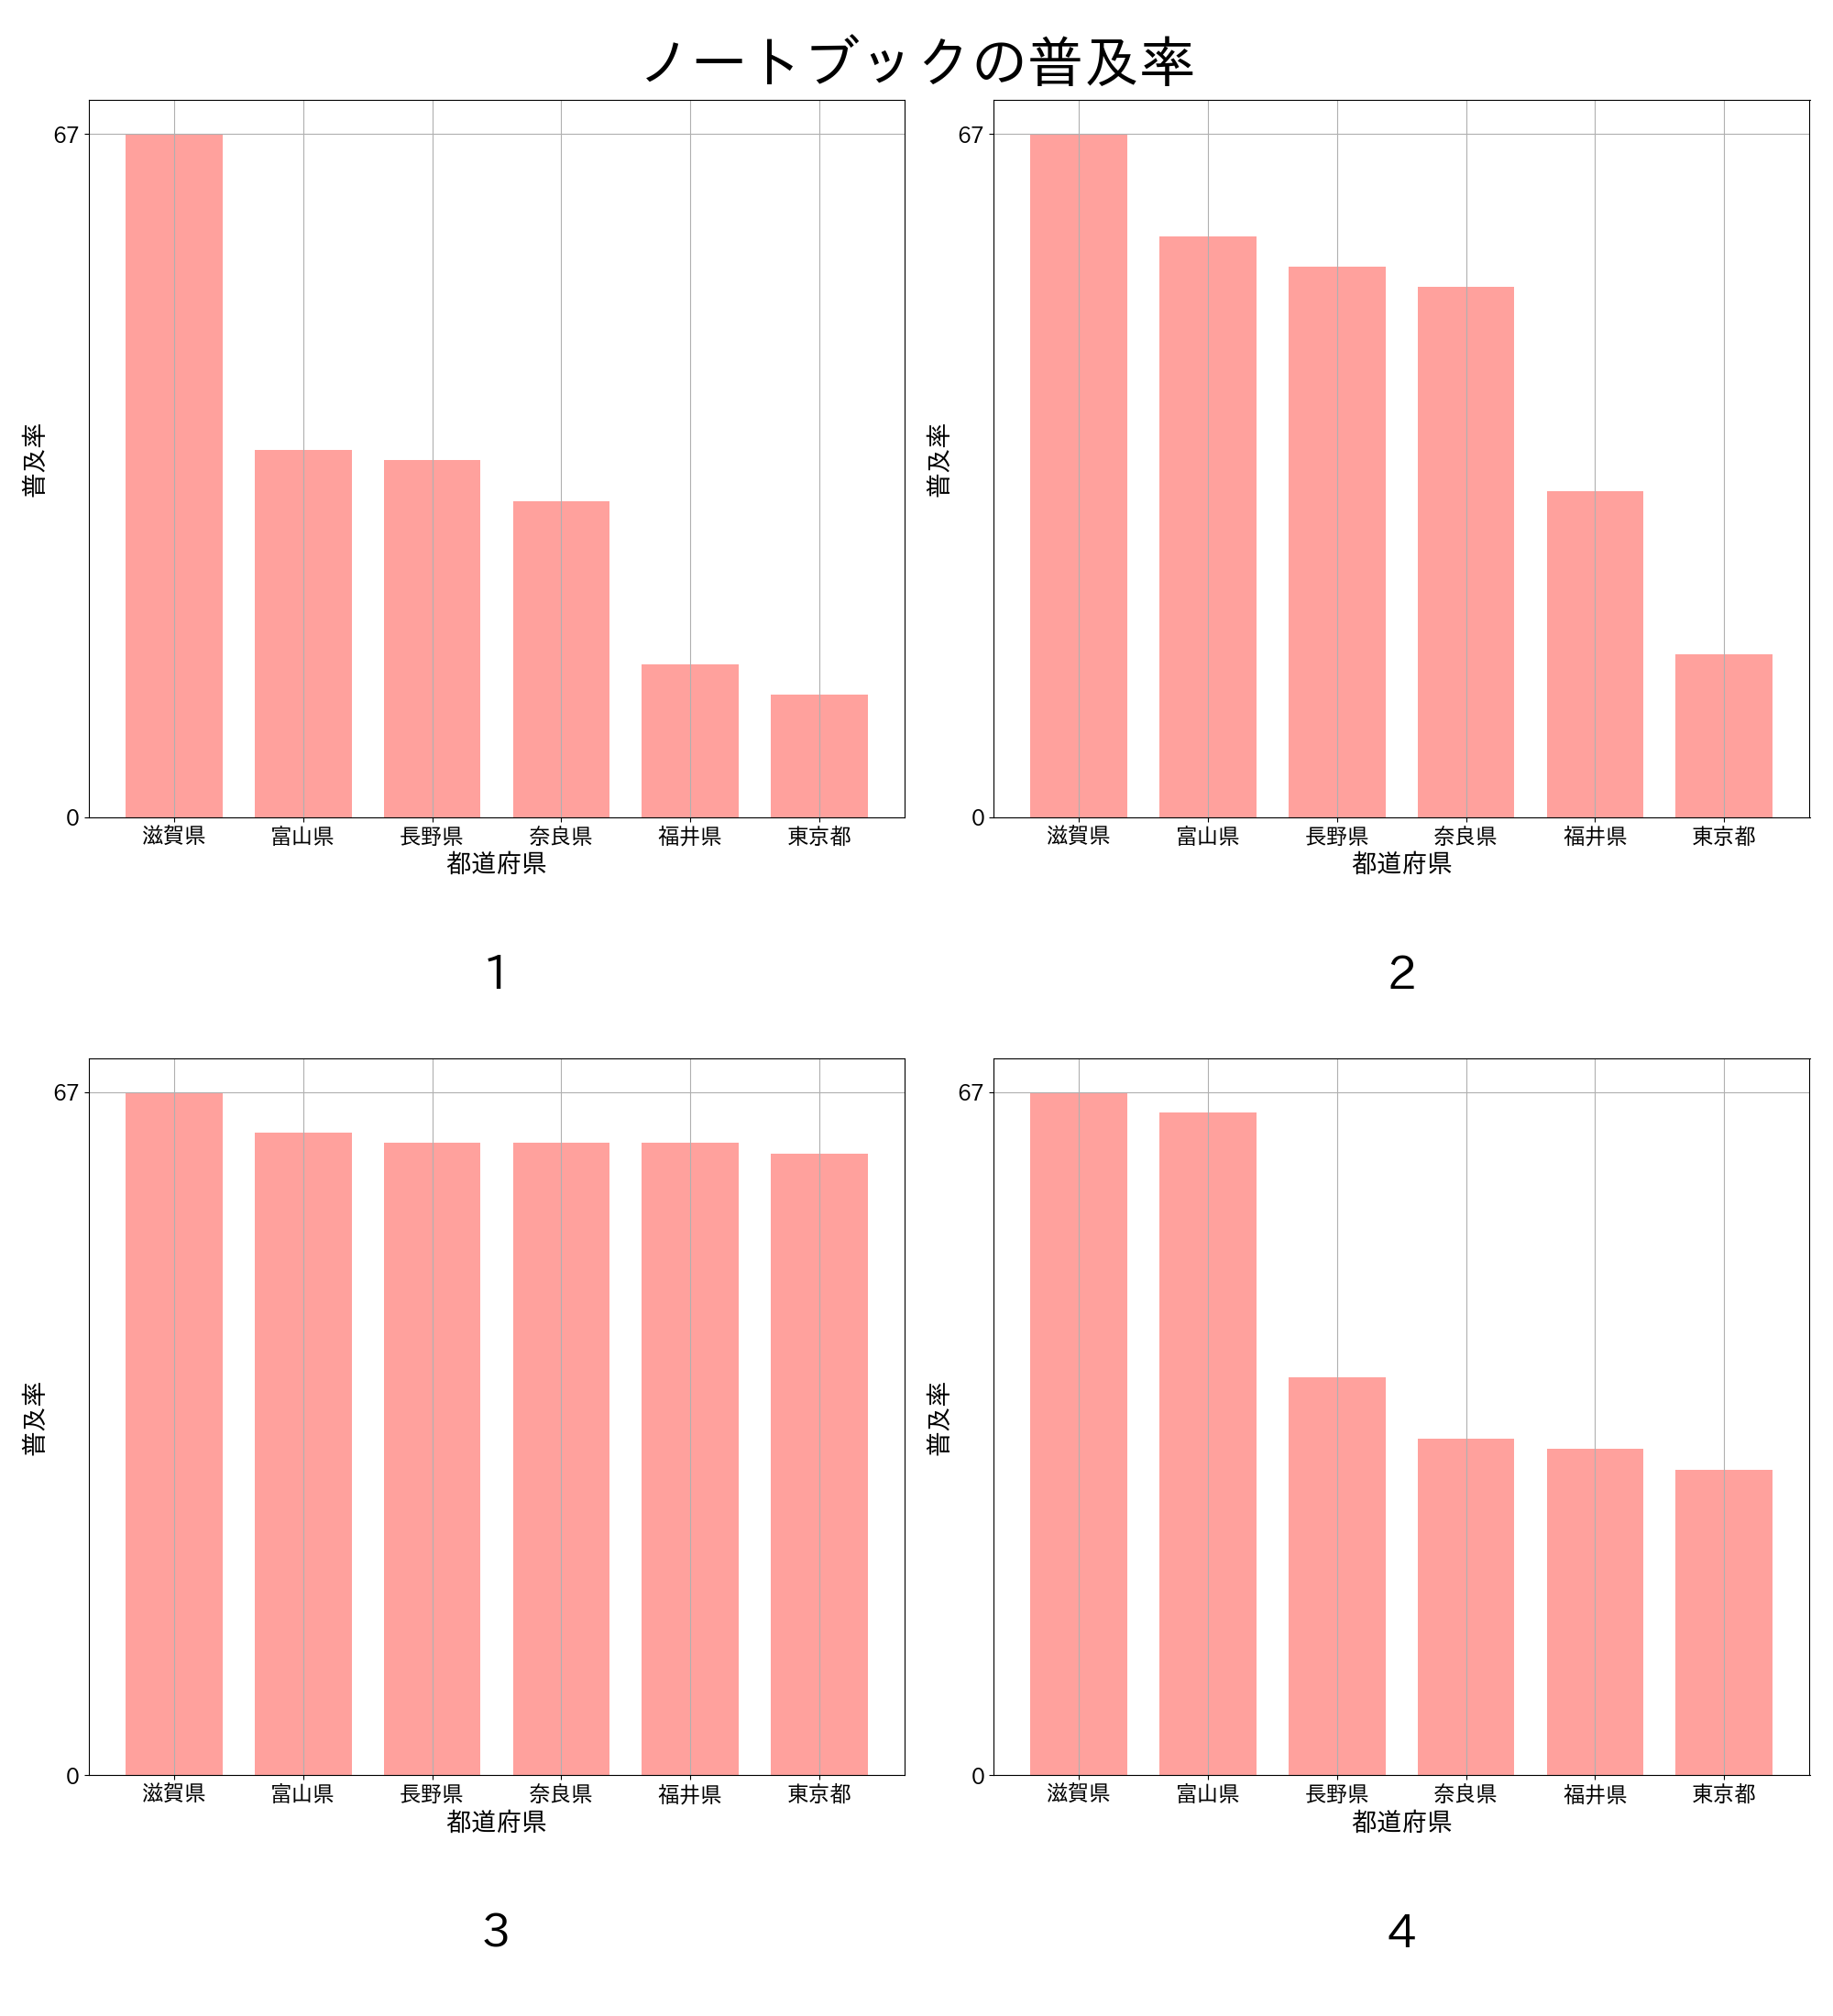 ノートブックの普及率
67
0
普及率
滋賀県 富山県 長野県 奈良県 福井県 東京都
都道府県
1
67
0
普及率
滋賀県 富山県 長野県 奈良県 福井県 東京都
都道府県
2
67
0
普及率
滋賀県 富山県 長野県 奈良県 福井県 東京都
都道府県
3
67
0
普及率
滋賀県 富山県 長野県 奈良県 福井県 東京都
都道府県
4